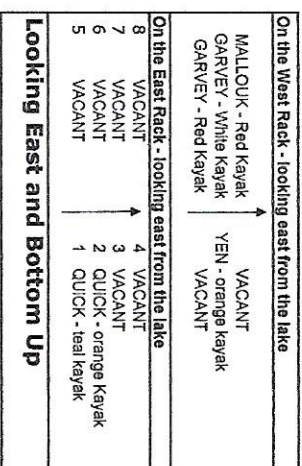 On the West Rack - looking east from the lake
MALLOUK - Red Kayak VACANT
GARVEY - White Kayak YEN - orange kayak
GARVEY - Red Kayak VACANT
On the East Rack - looking east from the lake
8 VACANT 4 VACANT
7 VACANT 3 VACANT
6 VACANT 2 QUICK - orange Kayak
5 VACANT 1 QUICK - teal kayak
Looking East and Bottom Up